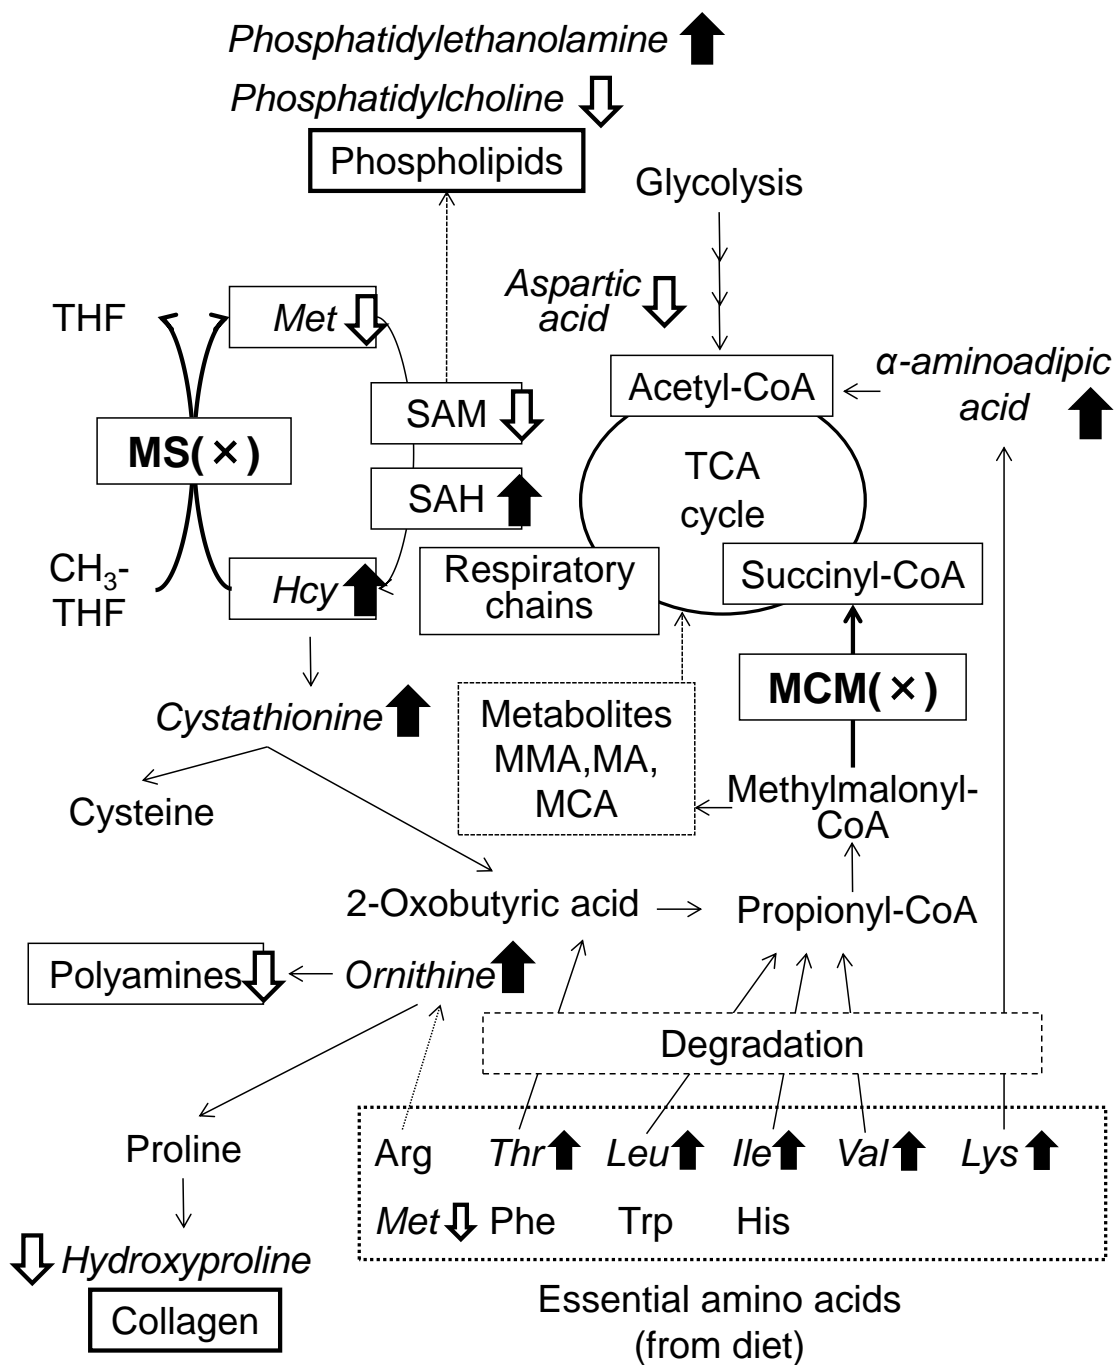 Phosphatidylethanolamine
Phosphatidylcholine
Phospholipids
Glycolysis
Aspartic
acid
THF
Met
α-aminoadipic
acid
Acetyl-CoA
SAM
MS(×)
TCA
cycle
SAH
CH₃-
THF
Hcy
Respiratory
chains
Succinyl-CoA
MCM(×)
Cystathionine
Metabolites
MMA,MA,
MCA
Methylmalonyl-
CoA
Cysteine
2-Oxobutyric acid
Propionyl-CoA
Polyamines
Ornithine
Degradation
Proline
Arg Thr Leu Ile Val Lys
Met Phe Trp His
Hydroxyproline
Collagen
Essential amino acids
(from diet)